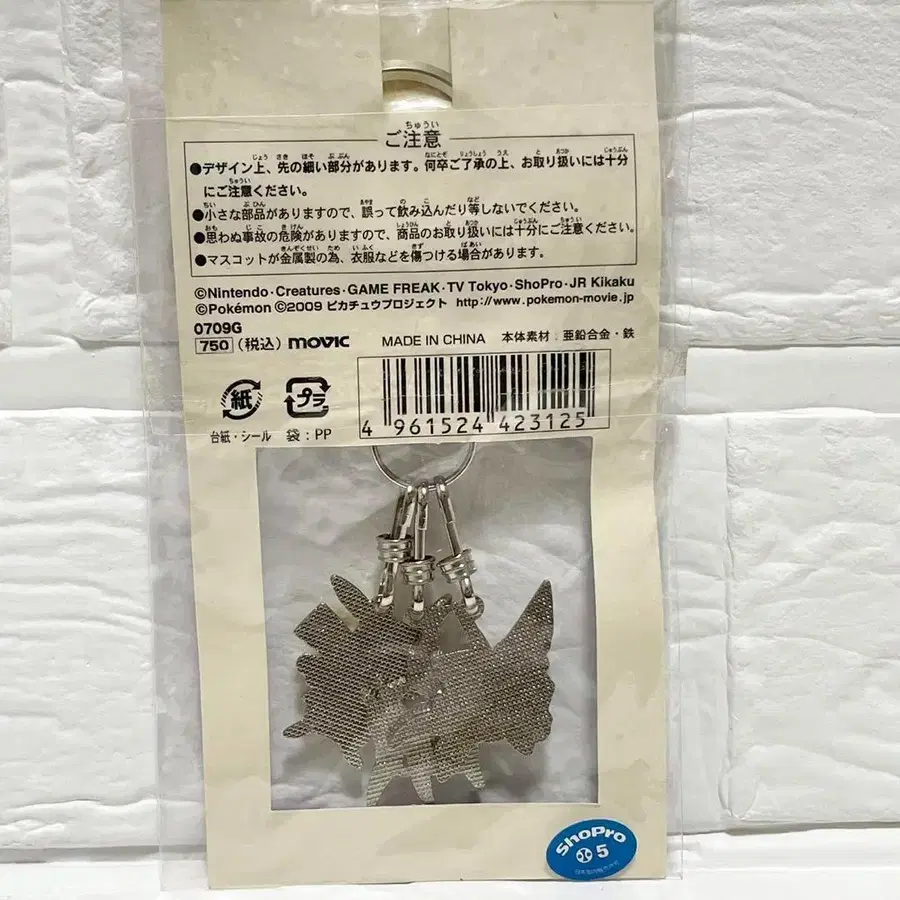 ご注意
●デザイン上、先の細い部分があります。何卒ご了承の上、お取り扱いには十分
にご注意ください。
●小さな部品がありますので、誤って飲み込んだり等しないでください。
●思わぬ事故の危険がありますので、商品のお取り扱いには十分にご注意ください。
●マスコットが金属製の為、衣服などを傷つける場合があります。
©Nintendo・Creatures・GAME FREAK・TV Tokyo・ShoPro・JR Kikaku
©Pokémon ©2009 ピカチュウプロジェクト http://www.pokemon-movie.jp
0709G
750 (税込) movic MADE IN CHINA 本体素材：亜鉛合金・鉄
紙 プラ
台紙・シール 袋：PP
4 961524 423125
ShoPro
5